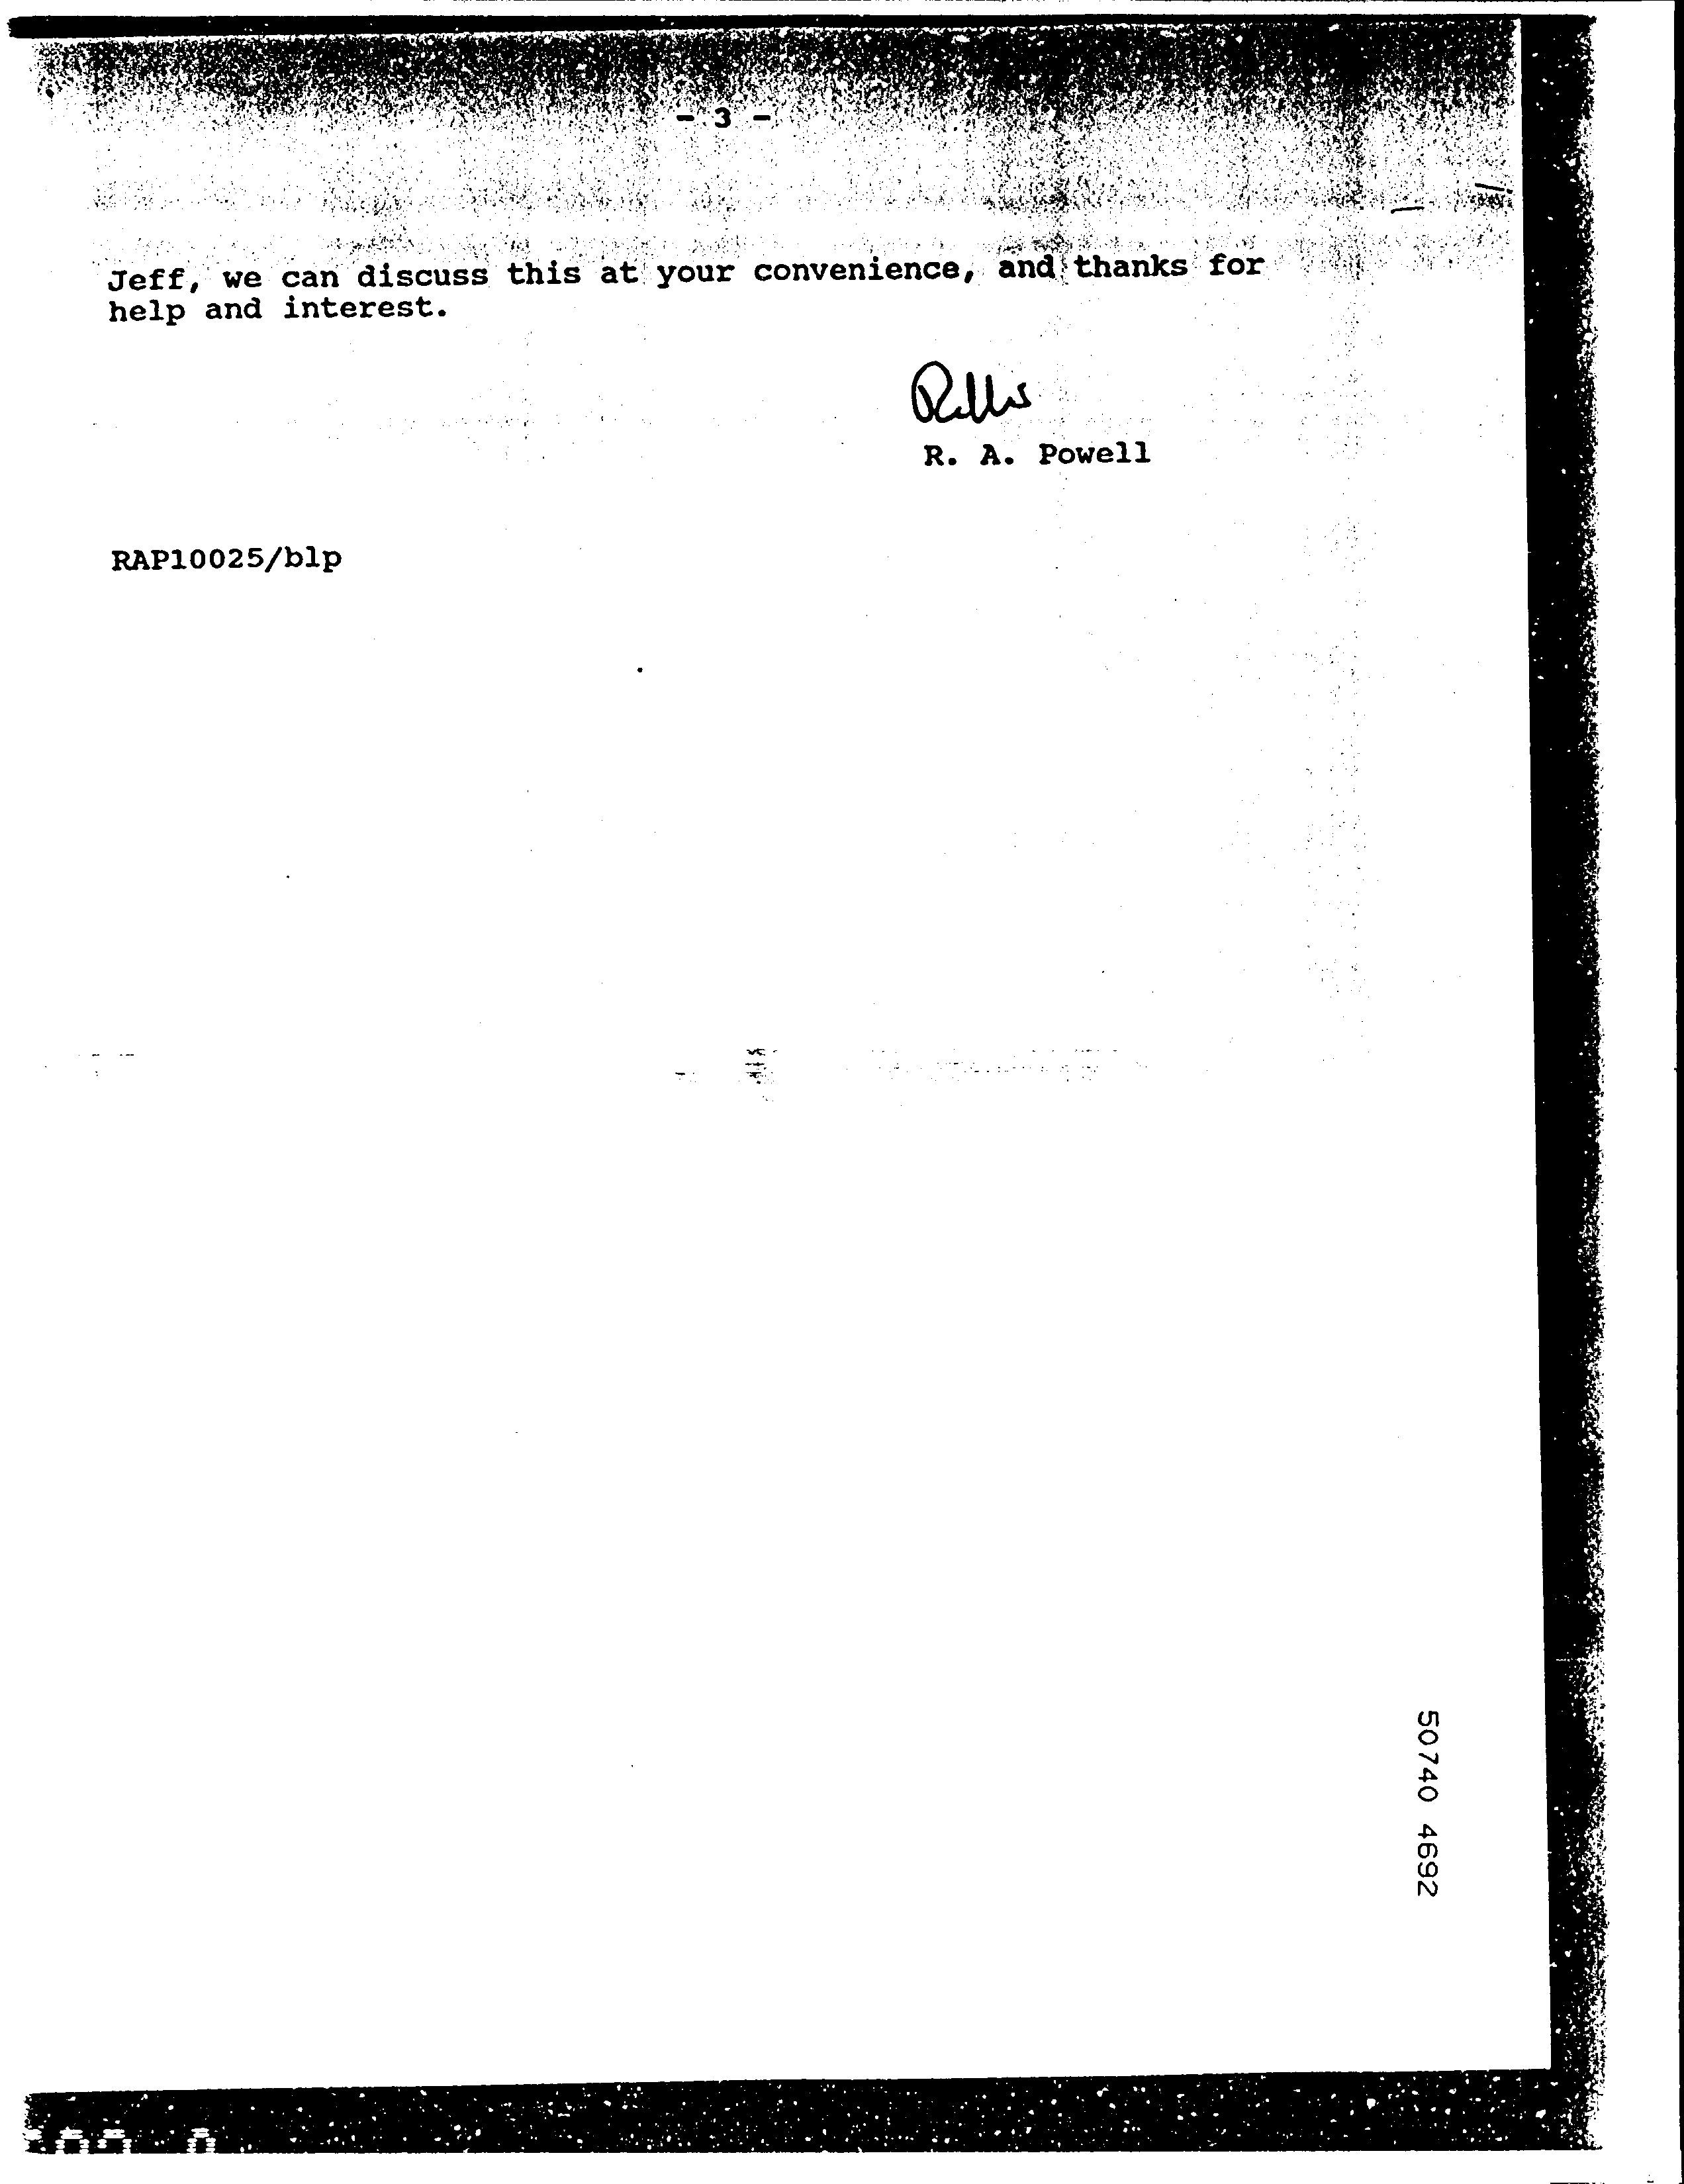 - 3 -
Jeff, we can discuss this at your convenience, and thanks for
help and interest.
R. A. Powell
RAP10025/blp
50740 4692